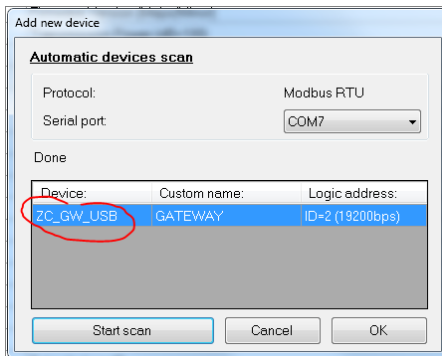 Add new device
Automatic devices scan
Protocol: Modbus RTU
Serial port: COM7
Done
Device: Custom name: Logic address:
ZC_GW_USB GATEWAY ID=2 (19200bps)
Start scan Cancel OK